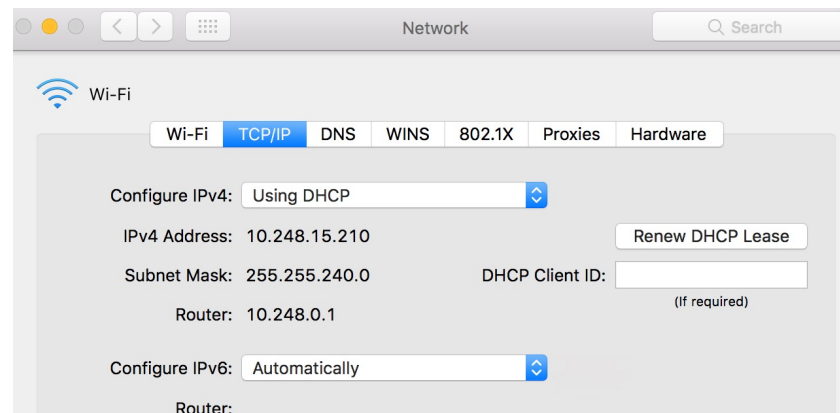 Network
Search
Wi-Fi
Wi-Fi TCP/IP DNS WINS 802.1X Proxies Hardware
Configure IPv4: Using DHCP
IPv4 Address: 10.248.15.210 Renew DHCP Lease
Subnet Mask: 255.255.240.0 DHCP Client ID:
(If required)
Router: 10.248.0.1
Configure IPv6: Automatically
Router: